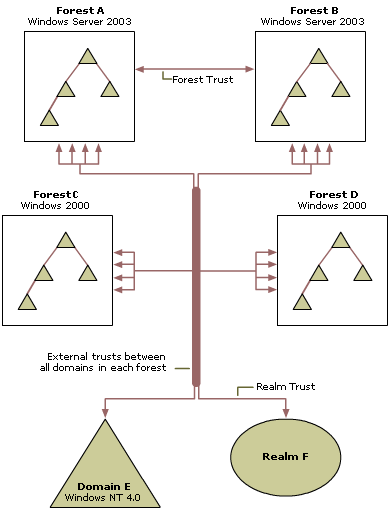 Forest A
Windows Server 2003
Forest B
Windows Server 2003
Forest Trust
Forest C
Windows 2000
Forest D
Windows 2000
External trusts between
all domains in each forest
Realm Trust
Domain E
Windows NT 4.0
Realm F